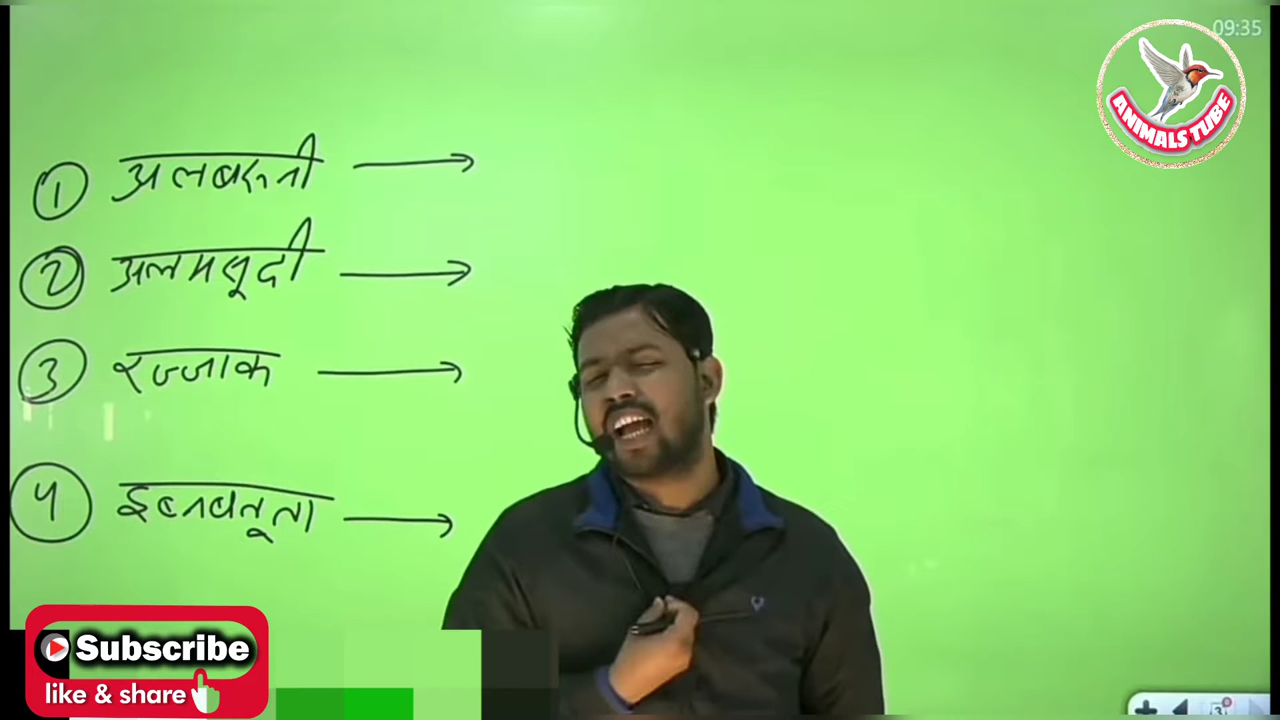 09:35
ANIMALS TUBE
① अलबरूनी →
② अलमसूदी →
③ रज्जाक →
④ इब्नबतूता →
Subscribe
like & share